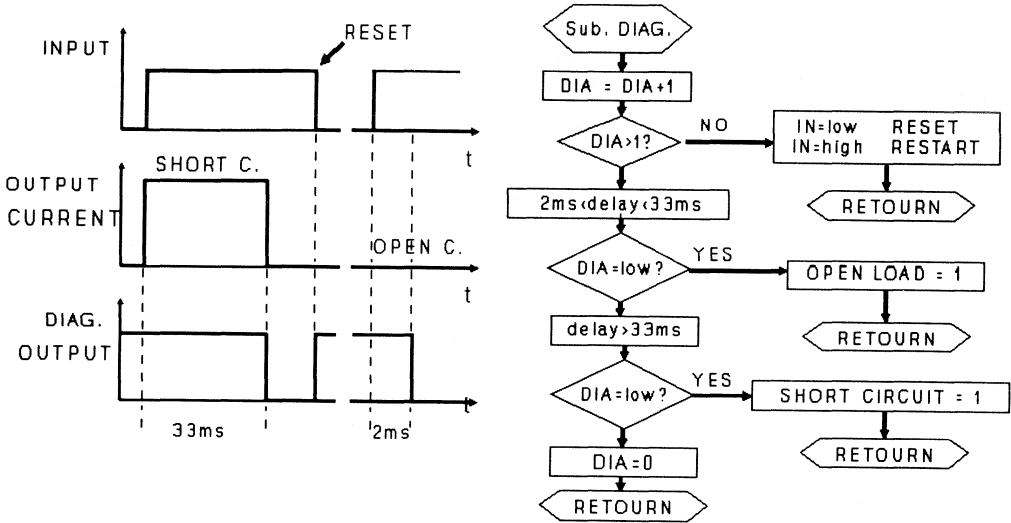 INPUT
RESET
t
SHORT C.
OUTPUT
CURRENT
OPEN C.
t
DIAG.
OUTPUT
t
33ms
2ms
Sub. DIAG.
DIA = DIA+1
DIA>1?
NO
IN=low RESET
IN=high RESTART
RETOURN
2ms<delay<33ms
DIA=low?
YES
OPEN LOAD = 1
RETOURN
delay>33ms
DIA=low?
YES
SHORT CIRCUIT = 1
RETOURN
DIA=0
RETOURN